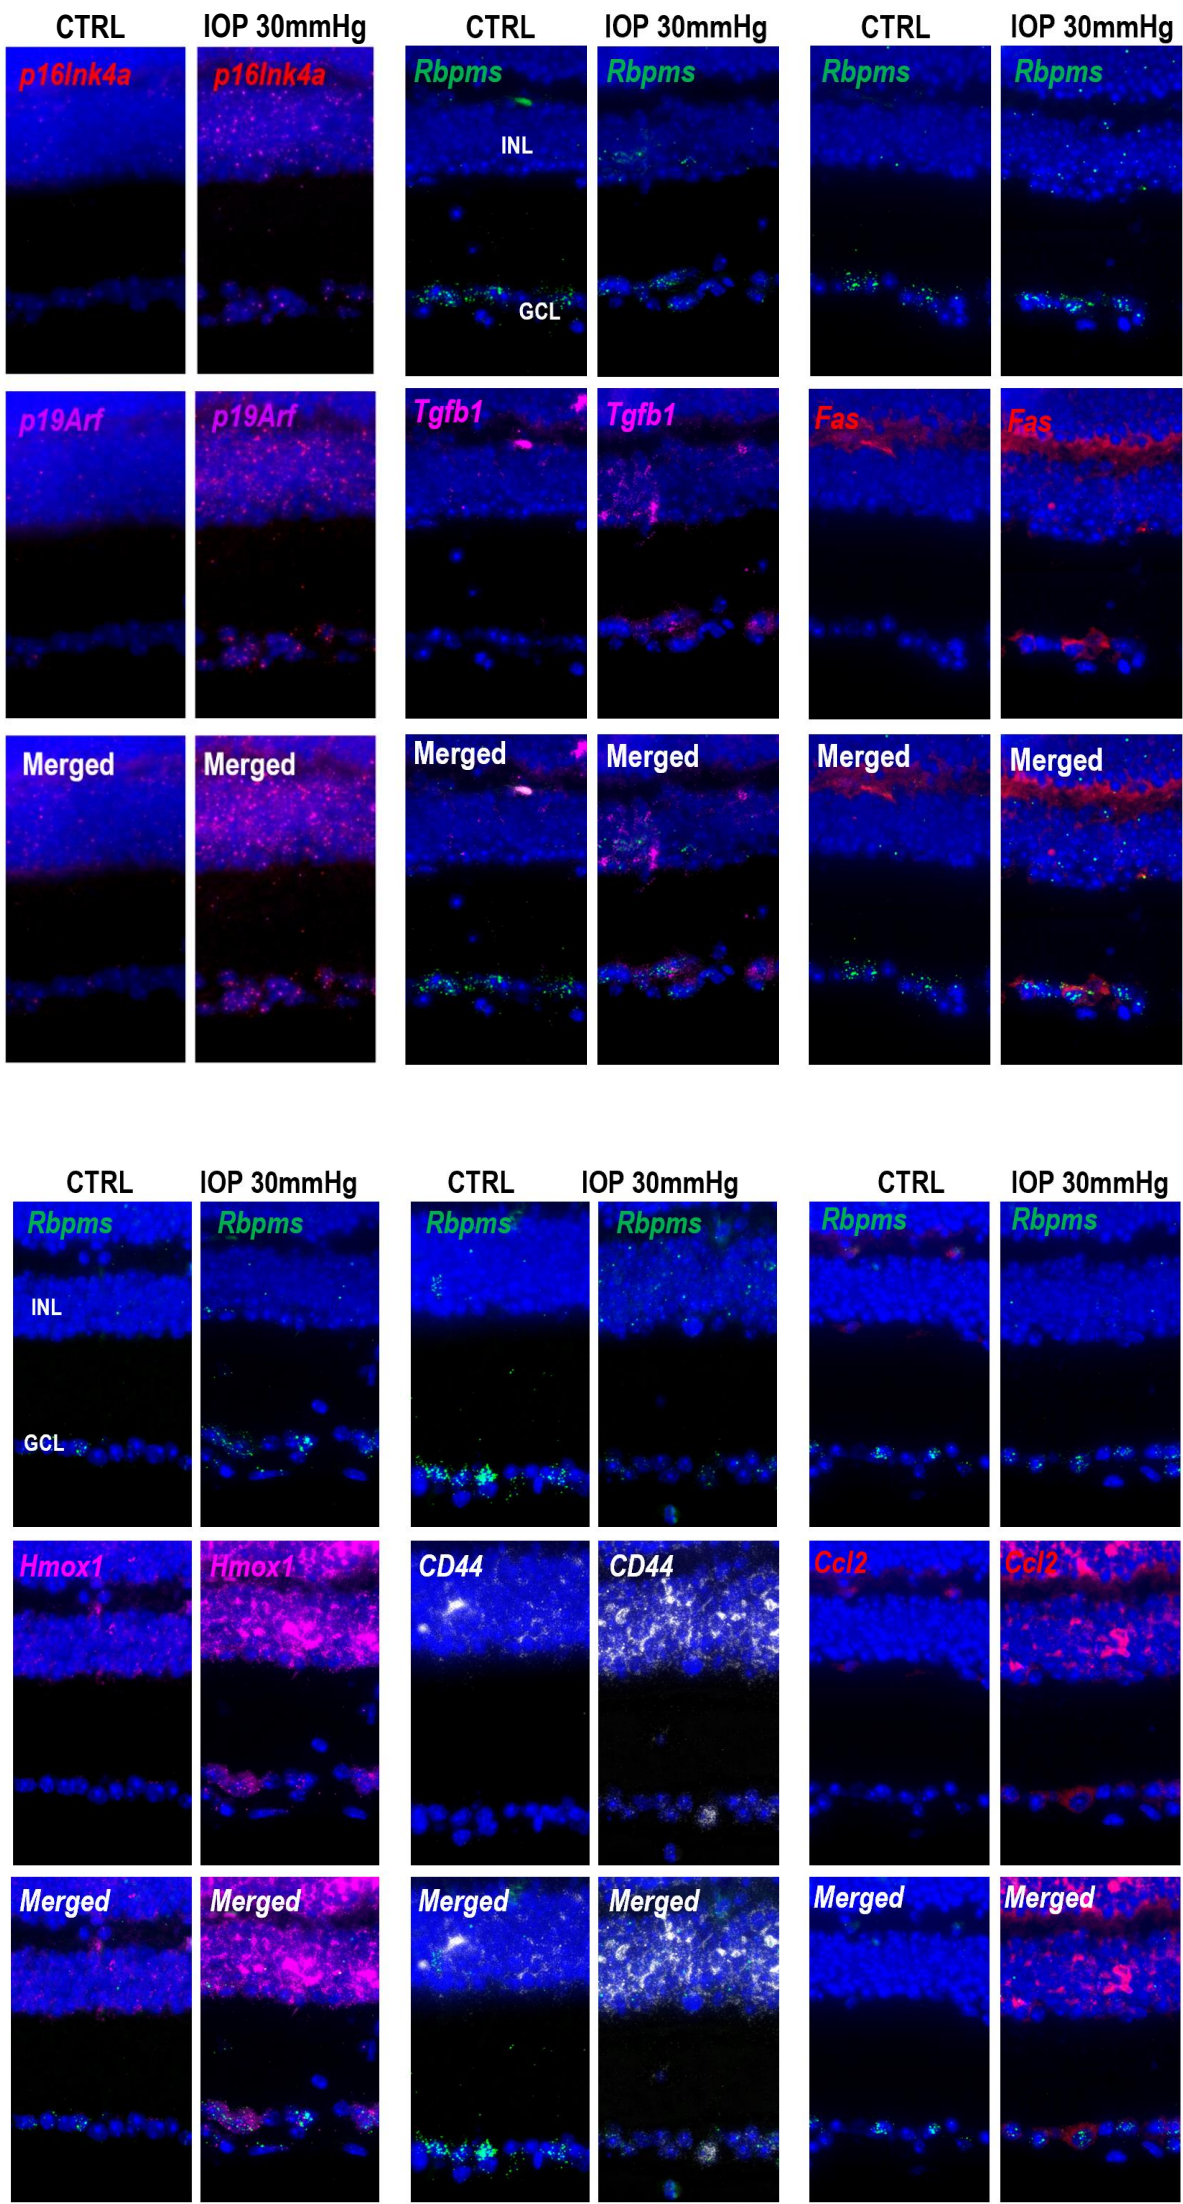 CTRL IOP 30mmHg CTRL IOP 30mmHg CTRL IOP 30mmHg
p16Ink4a p16Ink4a Rbpms Rbpms Rbpms Rbpms
INL
GCL
p19Arf p19Arf Tgfb1 Tgfb1 Fas Fas
Merged Merged Merged Merged Merged Merged
CTRL IOP 30mmHg CTRL IOP 30mmHg CTRL IOP 30mmHg
Rbpms Rbpms Rbpms Rbpms Rbpms Rbpms
INL
GCL
Hmox1 Hmox1 CD44 CD44 Ccl2 Ccl2
Merged Merged Merged Merged Merged Merged